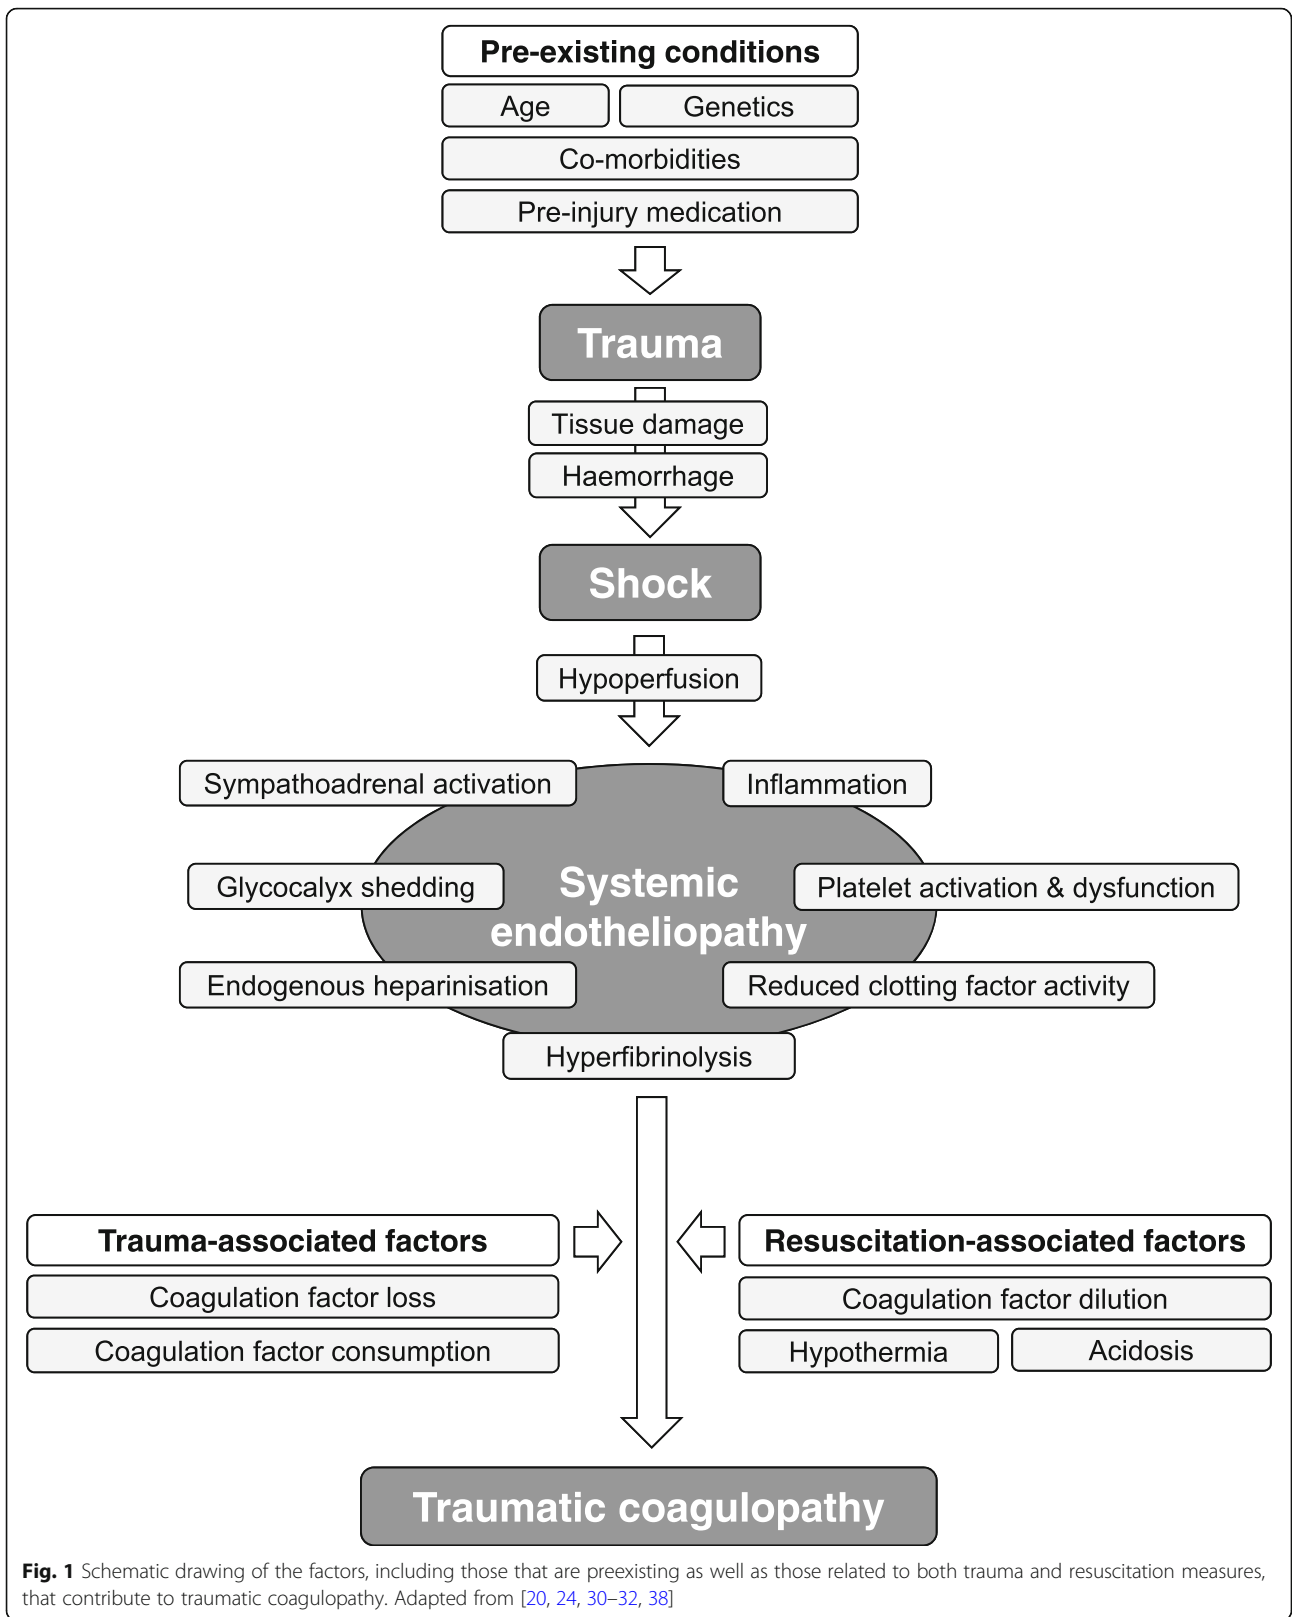 Pre-existing conditions
Age
Genetics
Co-morbidities
Pre-injury medication
Trauma
Tissue damage
Haemorrhage
Shock
Hypoperfusion
Sympathoadrenal activation
Inflammation
Glycocalyx shedding
Systemic
endotheliopathy
Platelet activation & dysfunction
Endogenous heparinisation
Reduced clotting factor activity
Hyperfibrinolysis
Trauma-associated factors
Coagulation factor loss
Coagulation factor consumption
Resuscitation-associated factors
Coagulation factor dilution
Hypothermia
Acidosis
Traumatic coagulopathy
Fig. 1 Schematic drawing of the factors, including those that are preexisting as well as those related to both trauma and resuscitation measures,
that contribute to traumatic coagulopathy. Adapted from [20, 24, 30–32, 38]